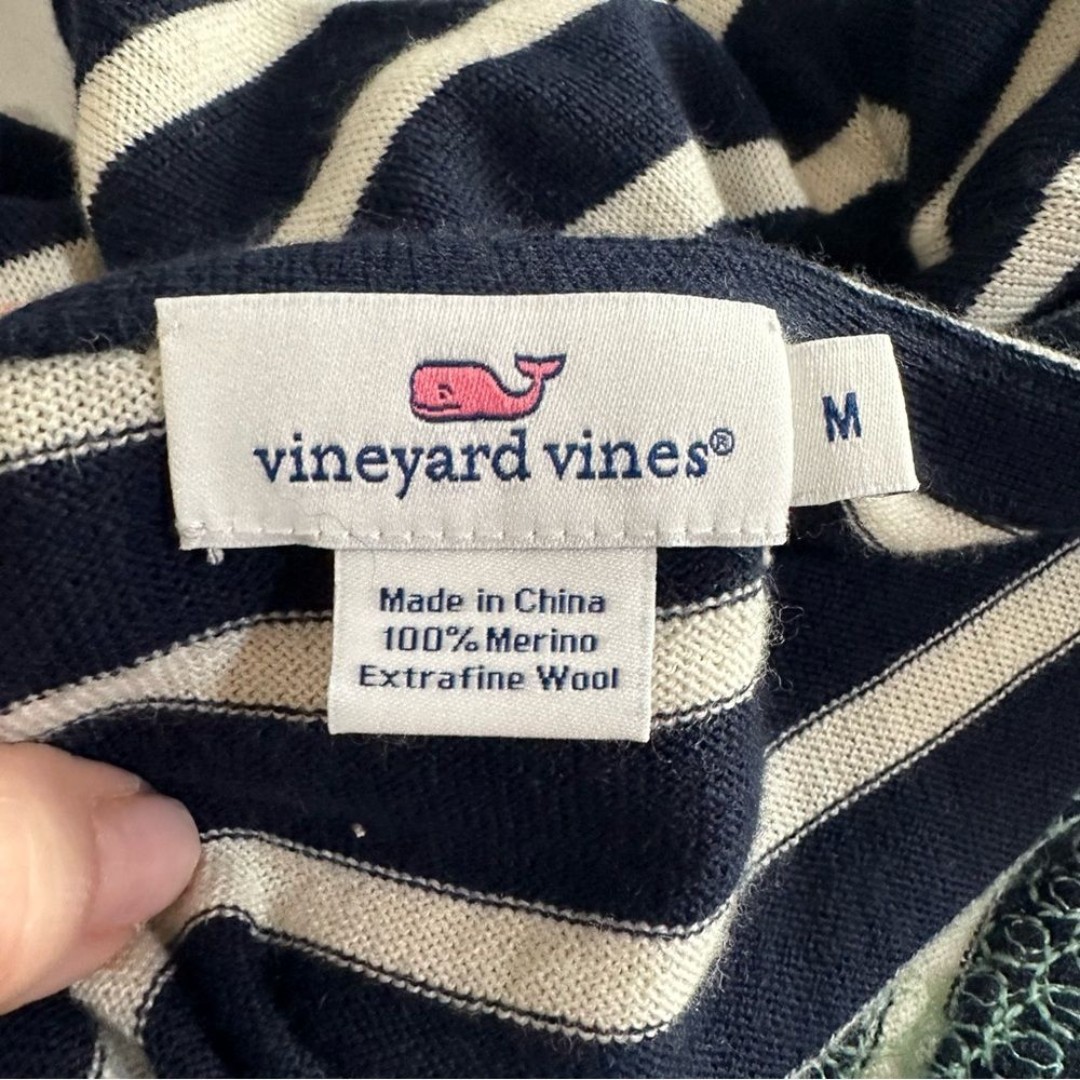 vineyard vines®
M
Made in China
100% Merino
Extrafine Wool